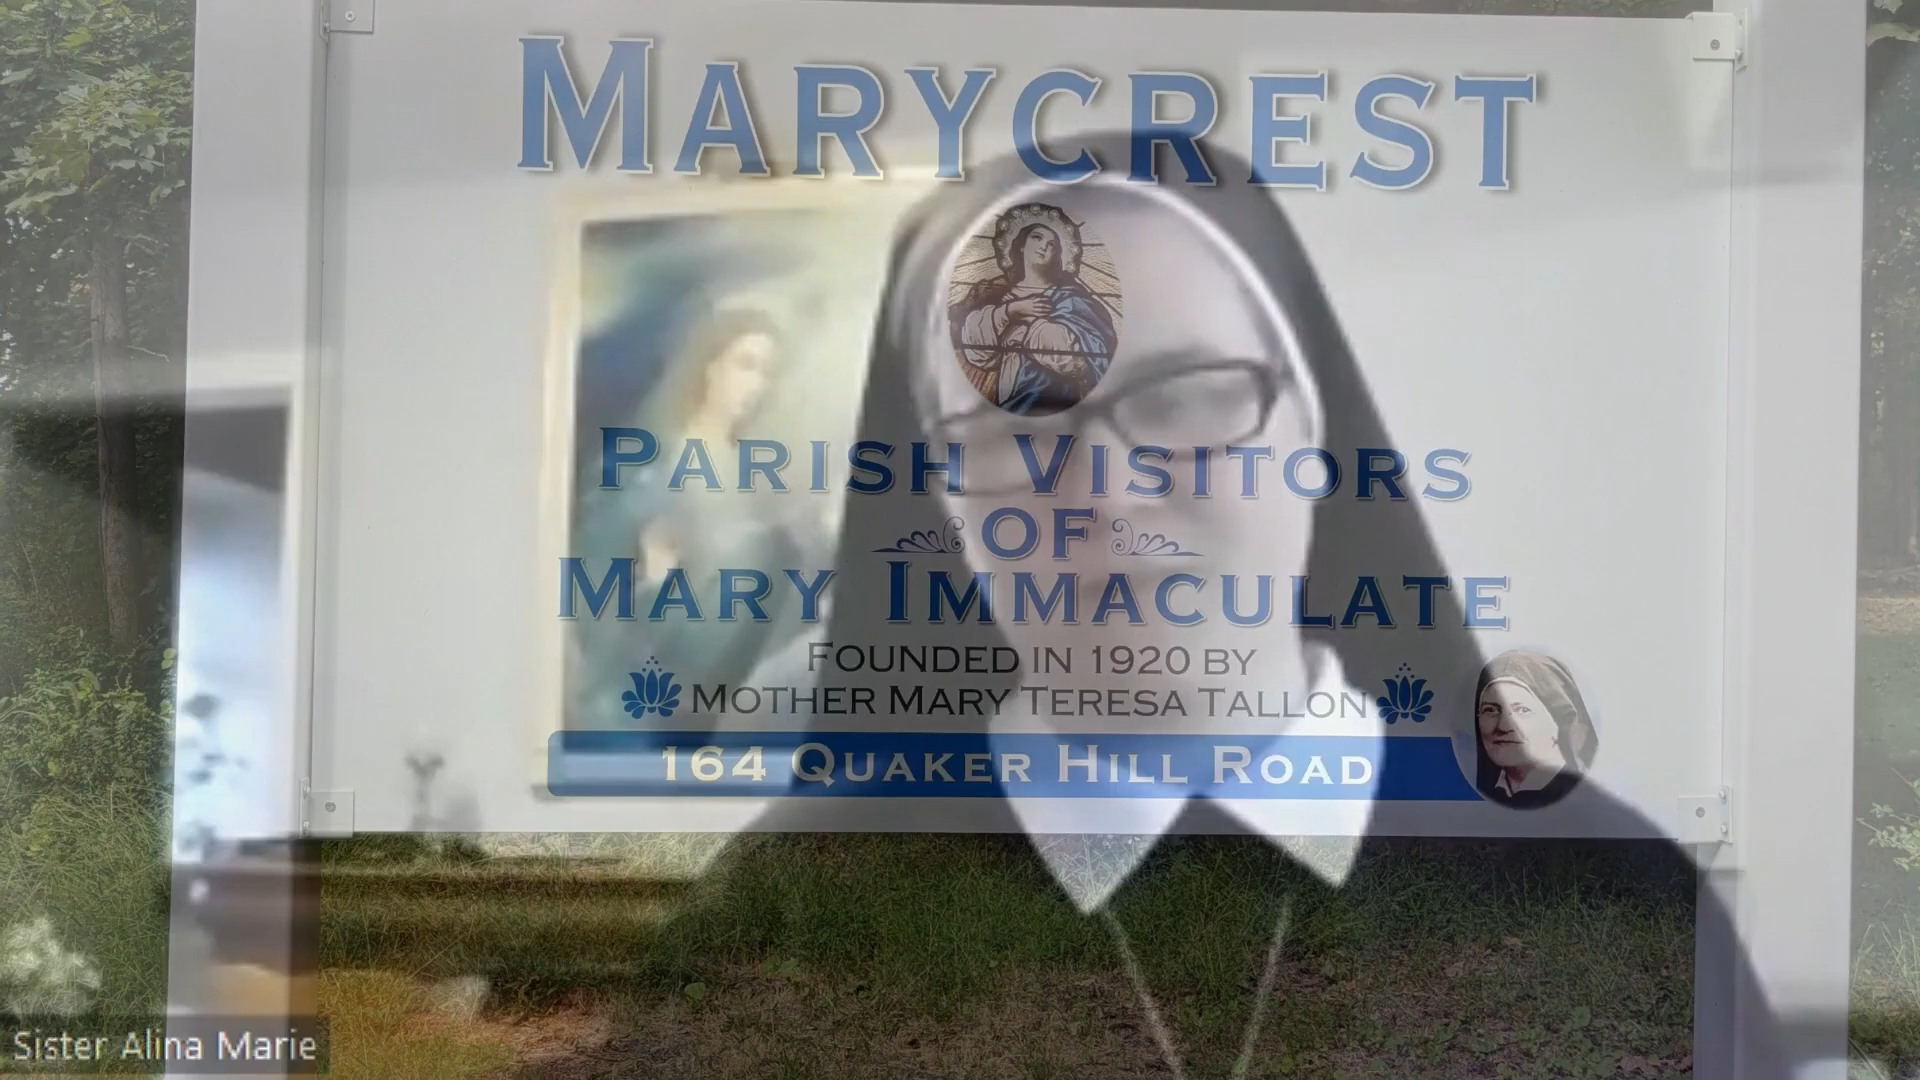 MARYCREST
PARISH VISITORS
OF
MARY IMMACULATE
FOUNDED IN 1920 BY
MOTHER MARY TERESA TALLON
164 QUAKER HILL ROAD
Sister Alina Marie